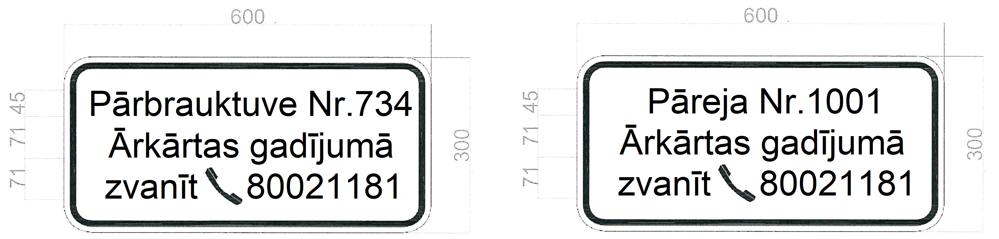 600
45
71
71
300
Pārbrauktuve Nr.734
Ārkārtas gadījumā
zvanīt 80021181
600
45
71
71
300
Pāreja Nr.1001
Ārkārtas gadījumā
zvanīt 80021181